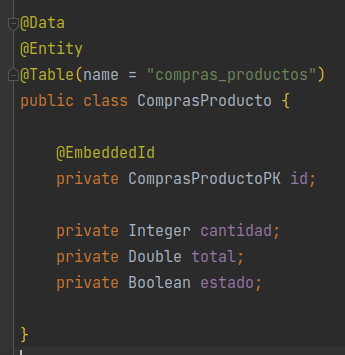 @Data
@Entity
@Table(name = "compras_productos")
public class ComprasProducto {
@EmbeddedId
private ComprasProductoPK id;
private Integer cantidad;
private Double total;
private Boolean estado;
}